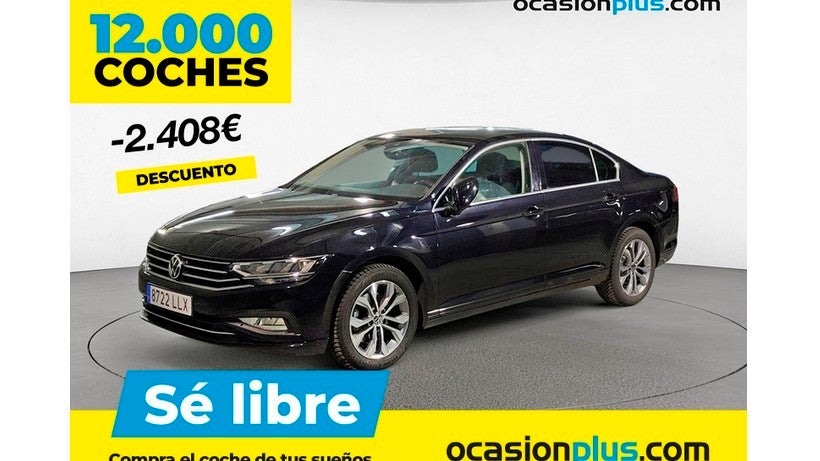 ocasionplus.com
12.000
COCHES
-2.408€
DESCUENTO
8722 LLX
Sé libre
Compra el coche de tus sueños
ocasionplus.com